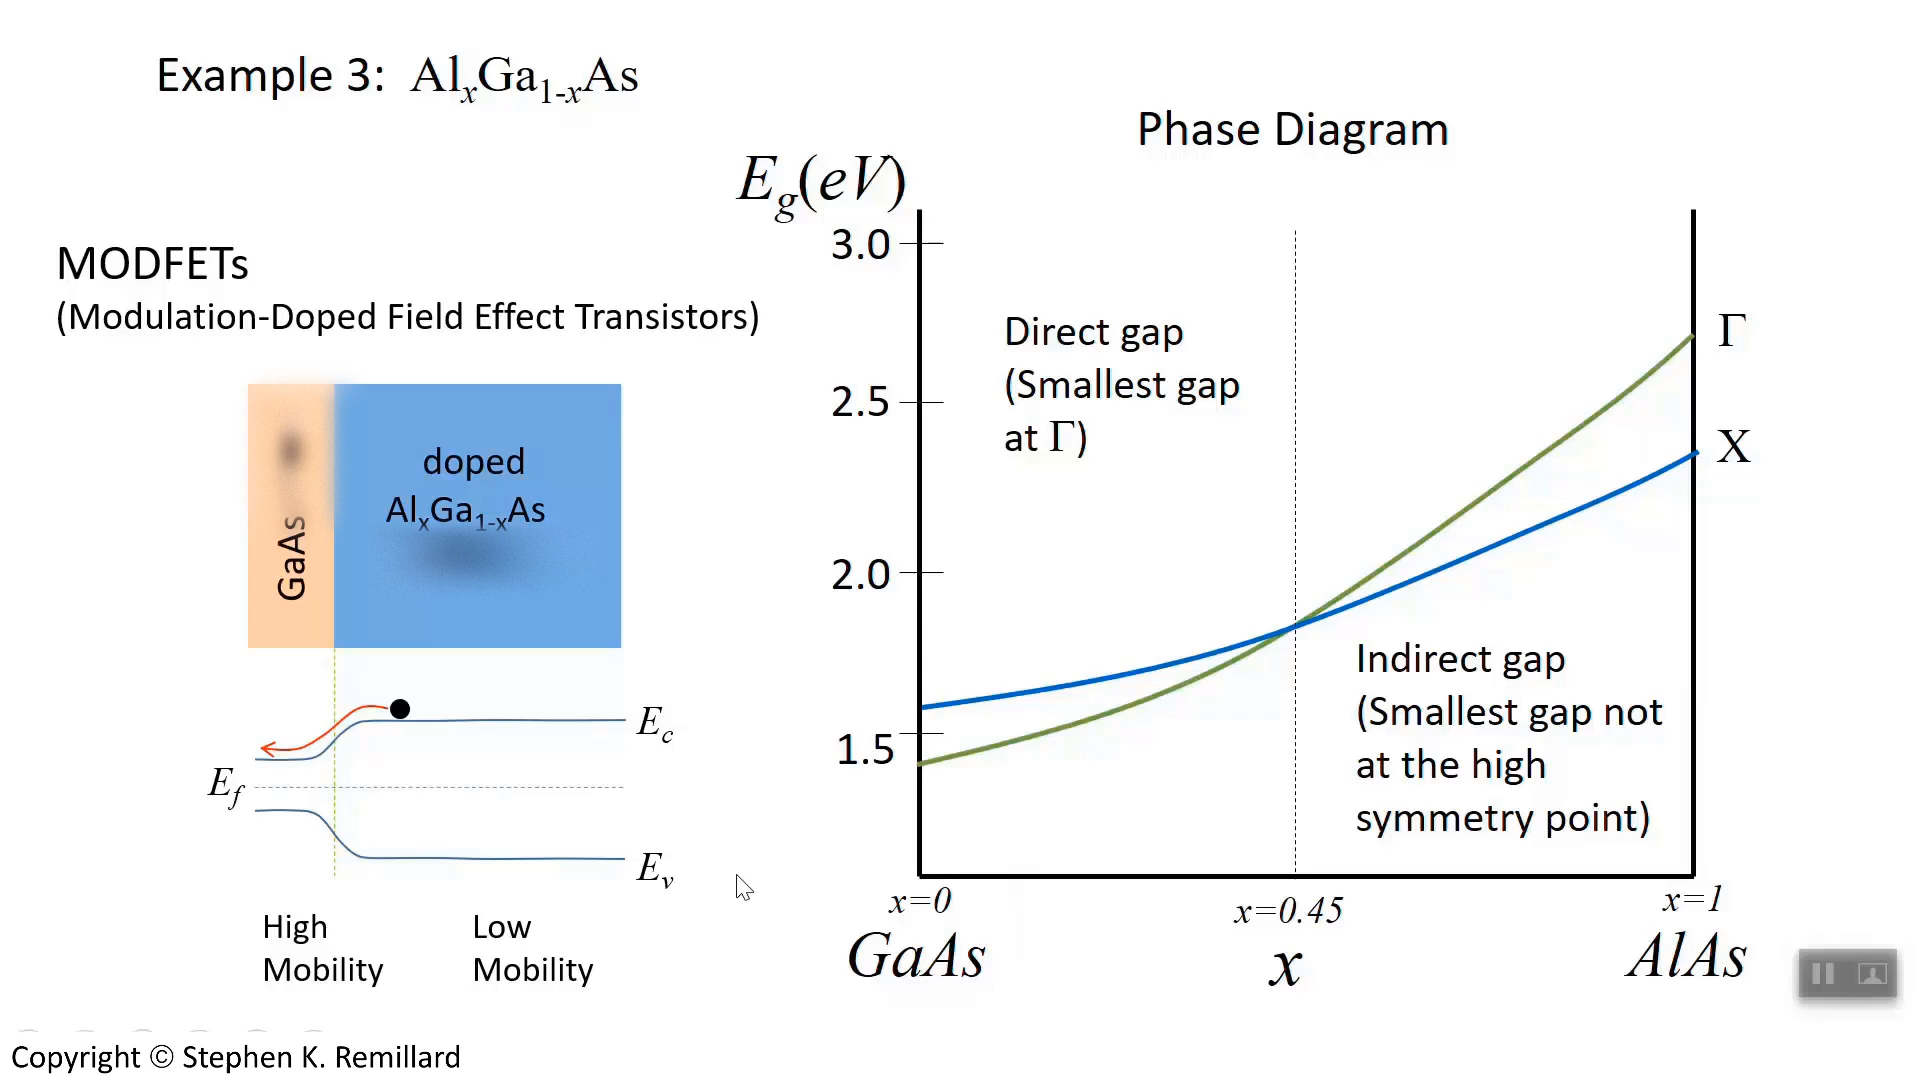 Example 3: AlxGa1-xAs
Phase Diagram
Eg(eV)
3.0
2.5
2.0
1.5
MODFETs
(Modulation-Doped Field Effect Transistors)
GaAs
doped
AlxGa1-xAs
Ec
Ef
Ev
High
Mobility
Low
Mobility
Direct gap
(Smallest gap
at Γ)
Γ
X
Indirect gap
(Smallest gap not
at the high
symmetry point)
x=0
x=0.45
x=1
GaAs
x
AlAs
Copyright © Stephen K. Remillard